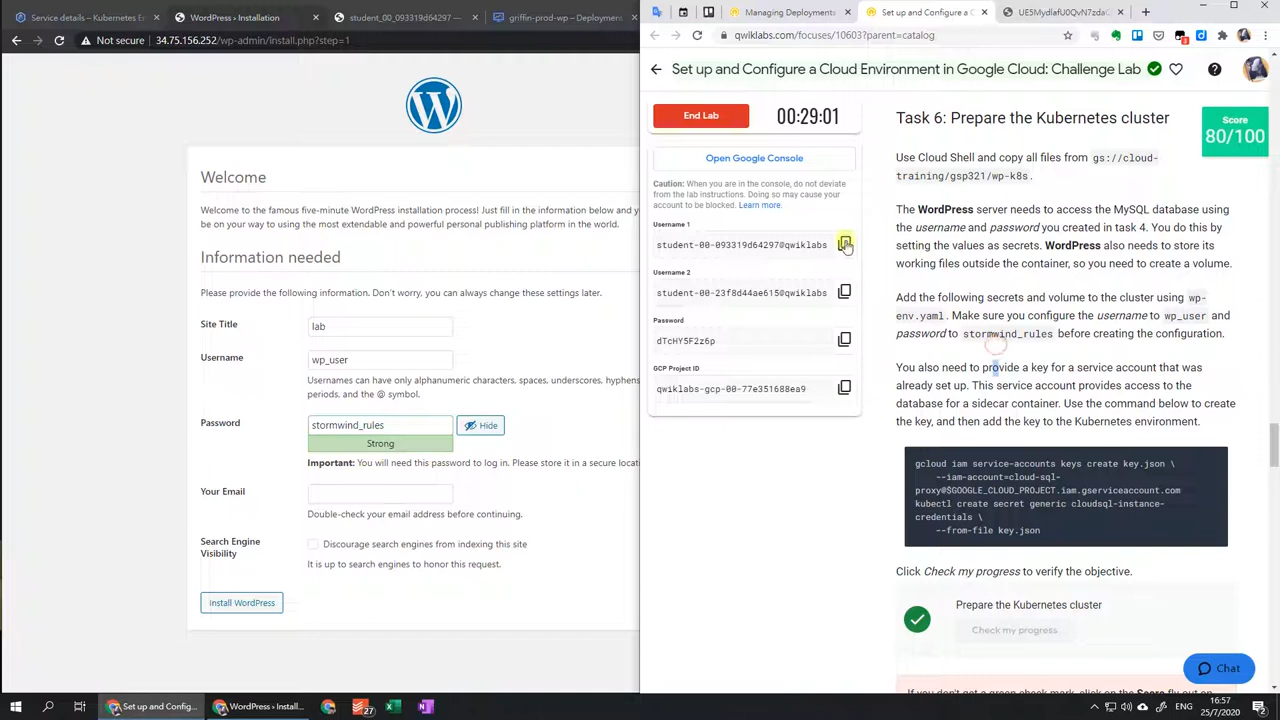 Service details – Kubernetes E
WordPress › Installation
student_00_093319d64297 –
griffin-prod-wp – Deployment
Not secure
34.75.156.252/wp-admin/install.php?step=1
Welcome
Welcome to the famous five-minute WordPress installation process! Just fill in the information below and y
be on your way to using the most extendable and powerful personal publishing platform in the world.
Information needed
Please provide the following information. Don't worry, you can always change these settings later.
Site Title
lab
Username
wp_user
Usernames can have only alphanumeric characters, spaces, underscores, hyphens
periods, and the @ symbol.
Password
stormwind_rules
Hide
Strong
Important: You will need this password to log in. Please store it in a secure locat
Your Email
Double-check your email address before continuing.
Search Engine
Visibility
Discourage search engines from indexing this site
It is up to search engines to honor this request.
Install WordPress
Managing Deployments
Set up and Configure a C
UE5MydlafU0QvN7zdaG
qwiklabs.com/focuses/10603?parent=catalog
Set up and Configure a Cloud Environment in Google Cloud: Challenge Lab
End Lab
00:29:01
Open Google Console
Caution: When you are in the console, do not deviate
from the lab instructions. Doing so may cause your
account to be blocked. Learn more.
Username 1
student-00-093319d64297@qwiklabs
Username 2
student-00-23f8d44ae615@qwiklabs
Password
dTcHY5F2z6p
GCP Project ID
qwiklabs-gcp-00-77e351688ea9
Task 6: Prepare the Kubernetes cluster
Score
80/100
Use Cloud Shell and copy all files from gs://cloud-
training/gsp321/wp-k8s.
The WordPress server needs to access the MySQL database using
the username and password you created in task 4. You do this by
setting the values as secrets. WordPress also needs to store its
working files outside the container, so you need to create a volume.
Add the following secrets and volume to the cluster using wp-
env.yaml. Make sure you configure the username to wp_user and
password to stormwind_rules before creating the configuration.
You also need to provide a key for a service account that was
already set up. This service account provides access to the
database for a sidecar container. Use the command below to create
the key, and then add the key to the Kubernetes environment.
gcloud iam service-accounts keys create key.json \
--iam-account=cloud-sql-
proxy@$GOOGLE_CLOUD_PROJECT.iam.gserviceaccount.com
kubectl create secret generic cloudsql-instance-
credentials \
--from-file key.json
Click Check my progress to verify the objective.
Prepare the Kubernetes cluster
Check my progress
Chat
If you don't get a green check mark, click on the Score fly out on
Set up and Config...
WordPress › Install...
27
ENG
16:57
25/7/2020